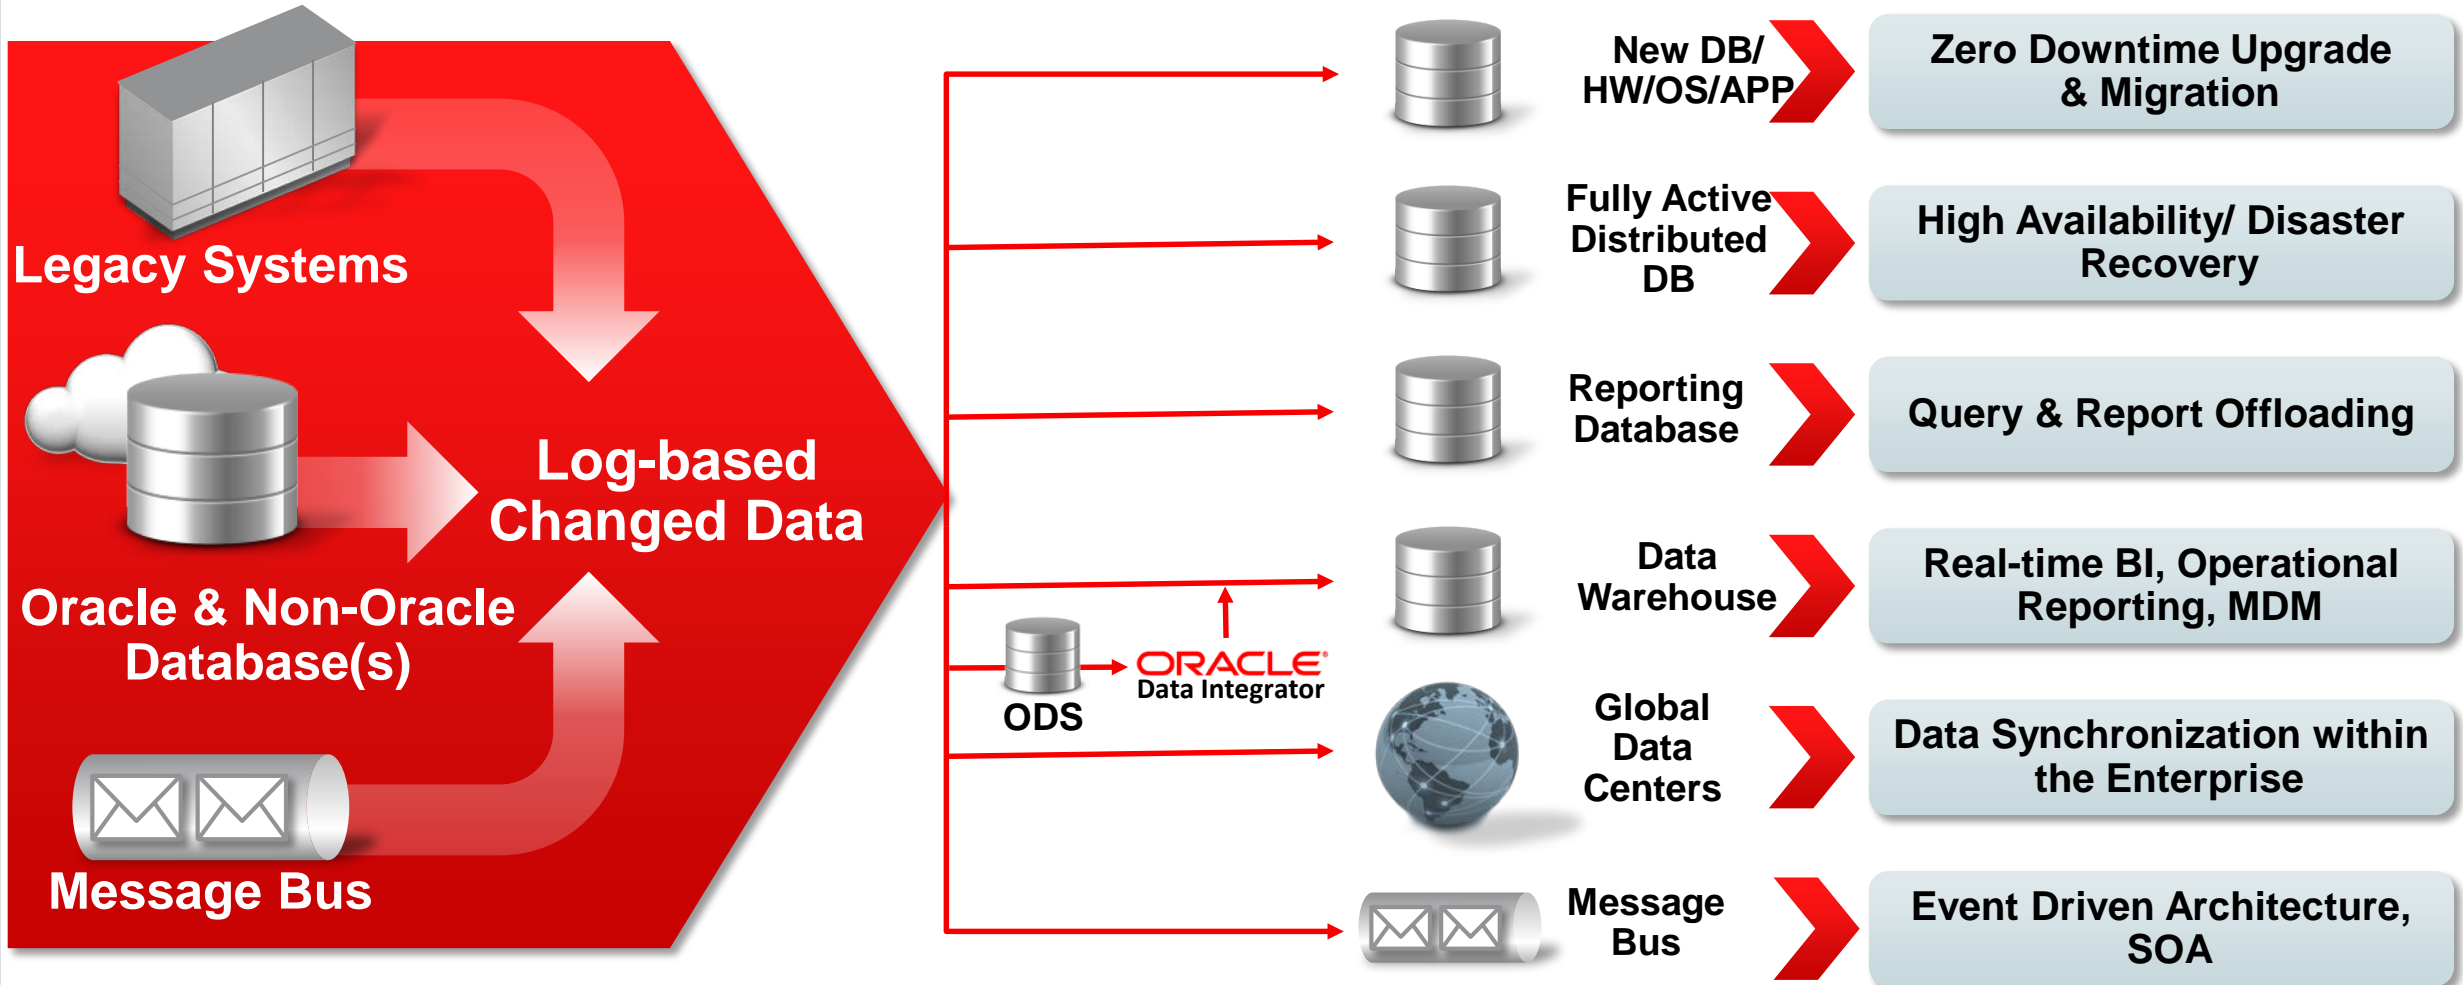 Legacy Systems
Oracle & Non-Oracle
Database(s)
Message Bus
Log-based
Changed Data
ODS
ORACLE®
Data Integrator
New DB/
HW/OS/APP
Zero Downtime Upgrade
& Migration
Fully Active
Distributed
DB
High Availability/ Disaster
Recovery
Reporting
Database
Query & Report Offloading
Data
Warehouse
Real-time BI, Operational
Reporting, MDM
Global
Data
Centers
Data Synchronization within
the Enterprise
Message
Bus
Event Driven Architecture,
SOA